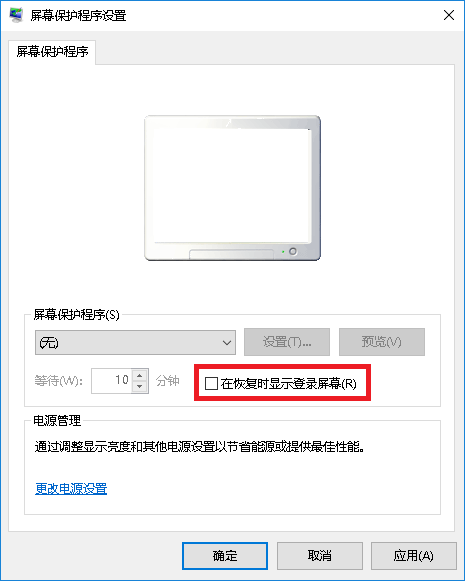 屏幕保护程序设置
屏幕保护程序
屏幕保护程序(S)
(无)
设置(T)...
预览(V)
等待(W):
10
分钟
在恢复时显示登录屏幕(R)
电源管理
通过调整显示亮度和其他电源设置以节省能源或提供最佳性能。
更改电源设置
确定
取消
应用(A)